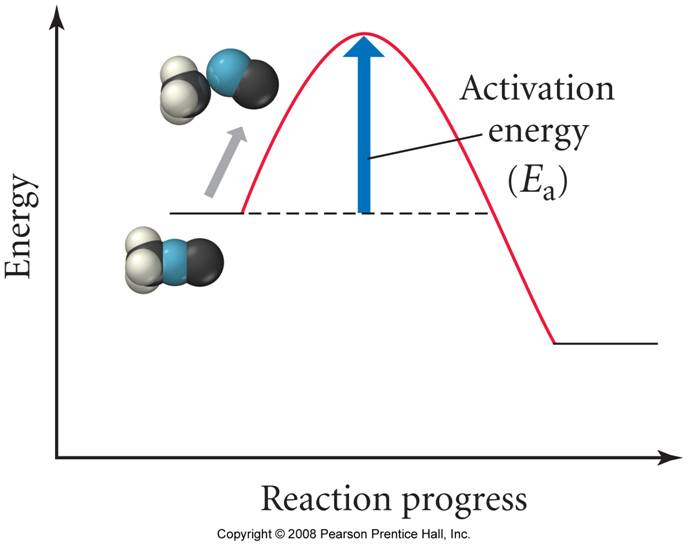 Activation
energy
(Ea)
Energy
Reaction progress
Copyright © 2008 Pearson Prentice Hall, Inc.